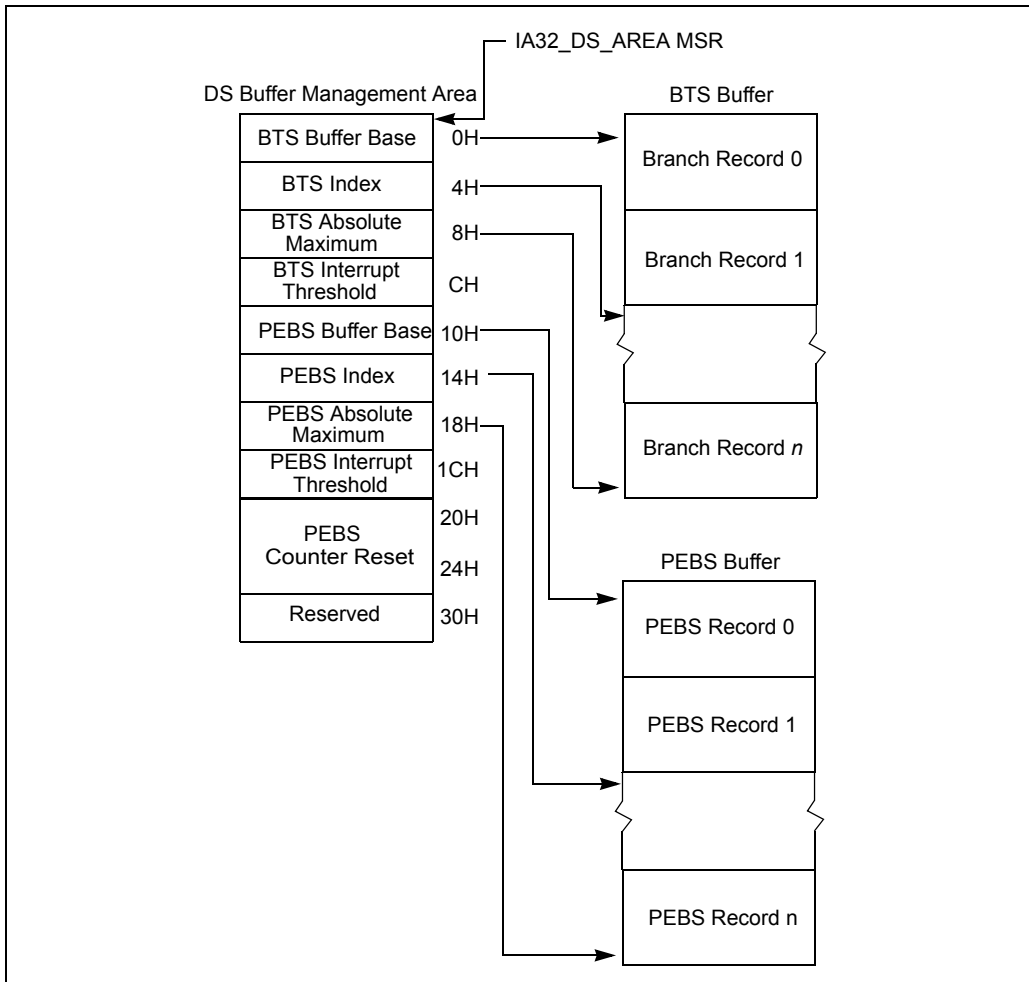 IA32_DS_AREA MSR
DS Buffer Management Area
BTS Buffer Base 0H
BTS Index 4H
BTS Absolute
Maximum 8H
BTS Interrupt
Threshold CH
PEBS Buffer Base 10H
PEBS Index 14H
PEBS Absolute
Maximum 18H
PEBS Interrupt
Threshold 1CH
20H
PEBS
Counter Reset
24H
Reserved 30H
BTS Buffer
Branch Record 0
Branch Record 1
Branch Record n
PEBS Buffer
PEBS Record 0
PEBS Record 1
PEBS Record n